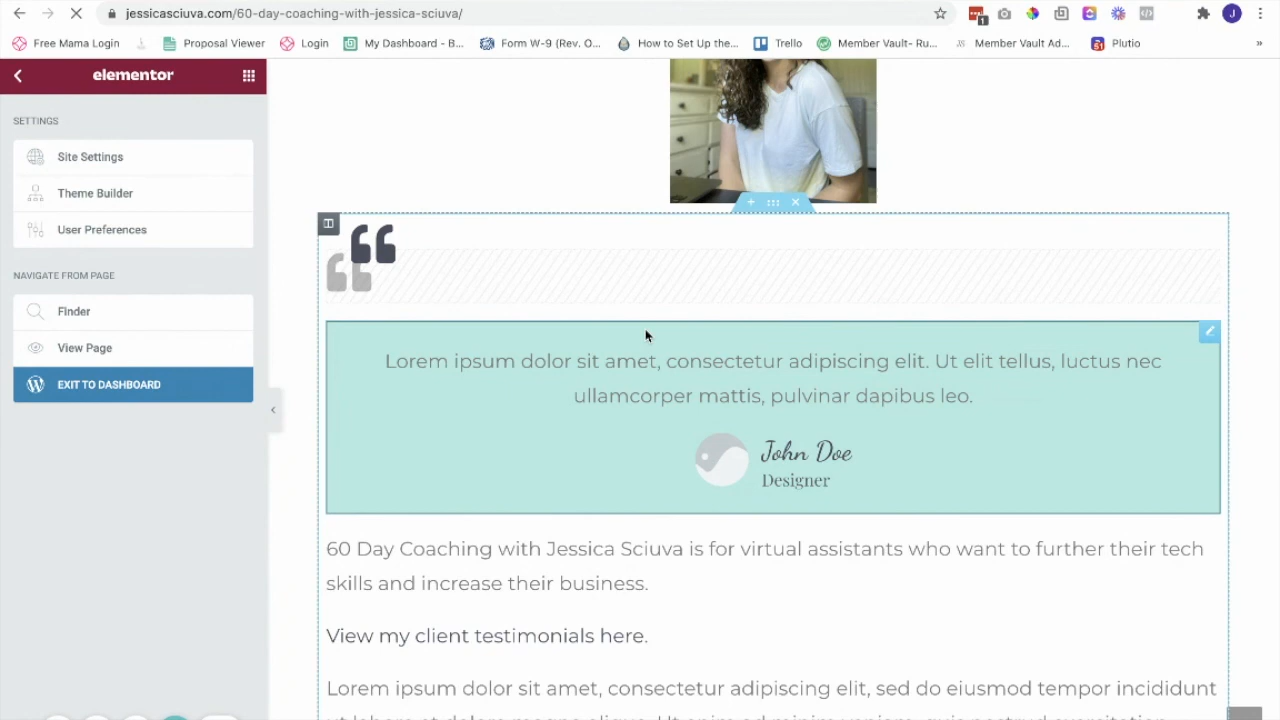 jessicasciuva.com/60-day-coaching-with-jessica-sciuva/
1
J
Free Mama Login
Proposal Viewer
Login
My Dashboard - B...
Form W-9 (Rev. O...
How to Set Up the...
Trello
Member Vault- Ru...
JS Member Vault Ad...
Plutio
»
elementor
SETTINGS
Site Settings
Theme Builder
User Preferences
NAVIGATE FROM PAGE
Finder
View Page
EXIT TO DASHBOARD
Lorem ipsum dolor sit amet, consectetur adipiscing elit. Ut elit tellus, luctus nec
ullamcorper mattis, pulvinar dapibus leo.
John Doe
Designer
60 Day Coaching with Jessica Sciuva is for virtual assistants who want to further their tech
skills and increase their business.
View my client testimonials here.
Lorem ipsum dolor sit amet, consectetur adipiscing elit, sed do eiusmod tempor incididunt